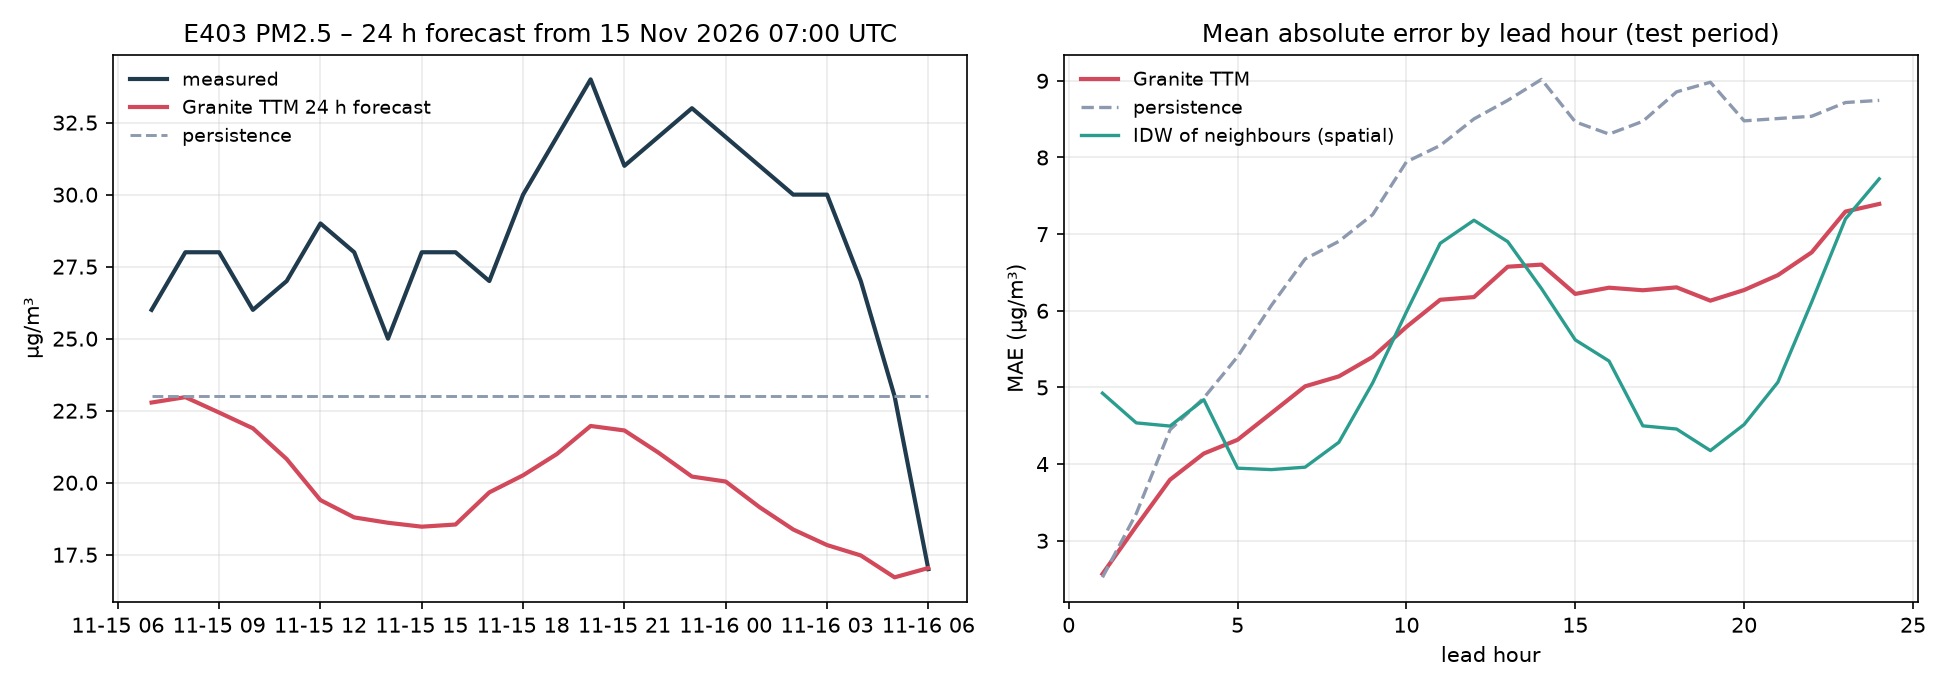 E403 PM2.5 – 24 h forecast from 15 Nov 2026 07:00 UTC
measured
Granite TTM 24 h forecast
persistence
µg/m³
32.5
30.0
27.5
25.0
22.5
20.0
17.5
11-15 06 11-15 09 11-15 12 11-15 15 11-15 18 11-15 21 11-16 00 11-16 03 11-16 06
Mean absolute error by lead hour (test period)
Granite TTM
persistence
IDW of neighbours (spatial)
MAE (µg/m³)
9
8
7
6
5
4
3
0 5 10 15 20 25
lead hour